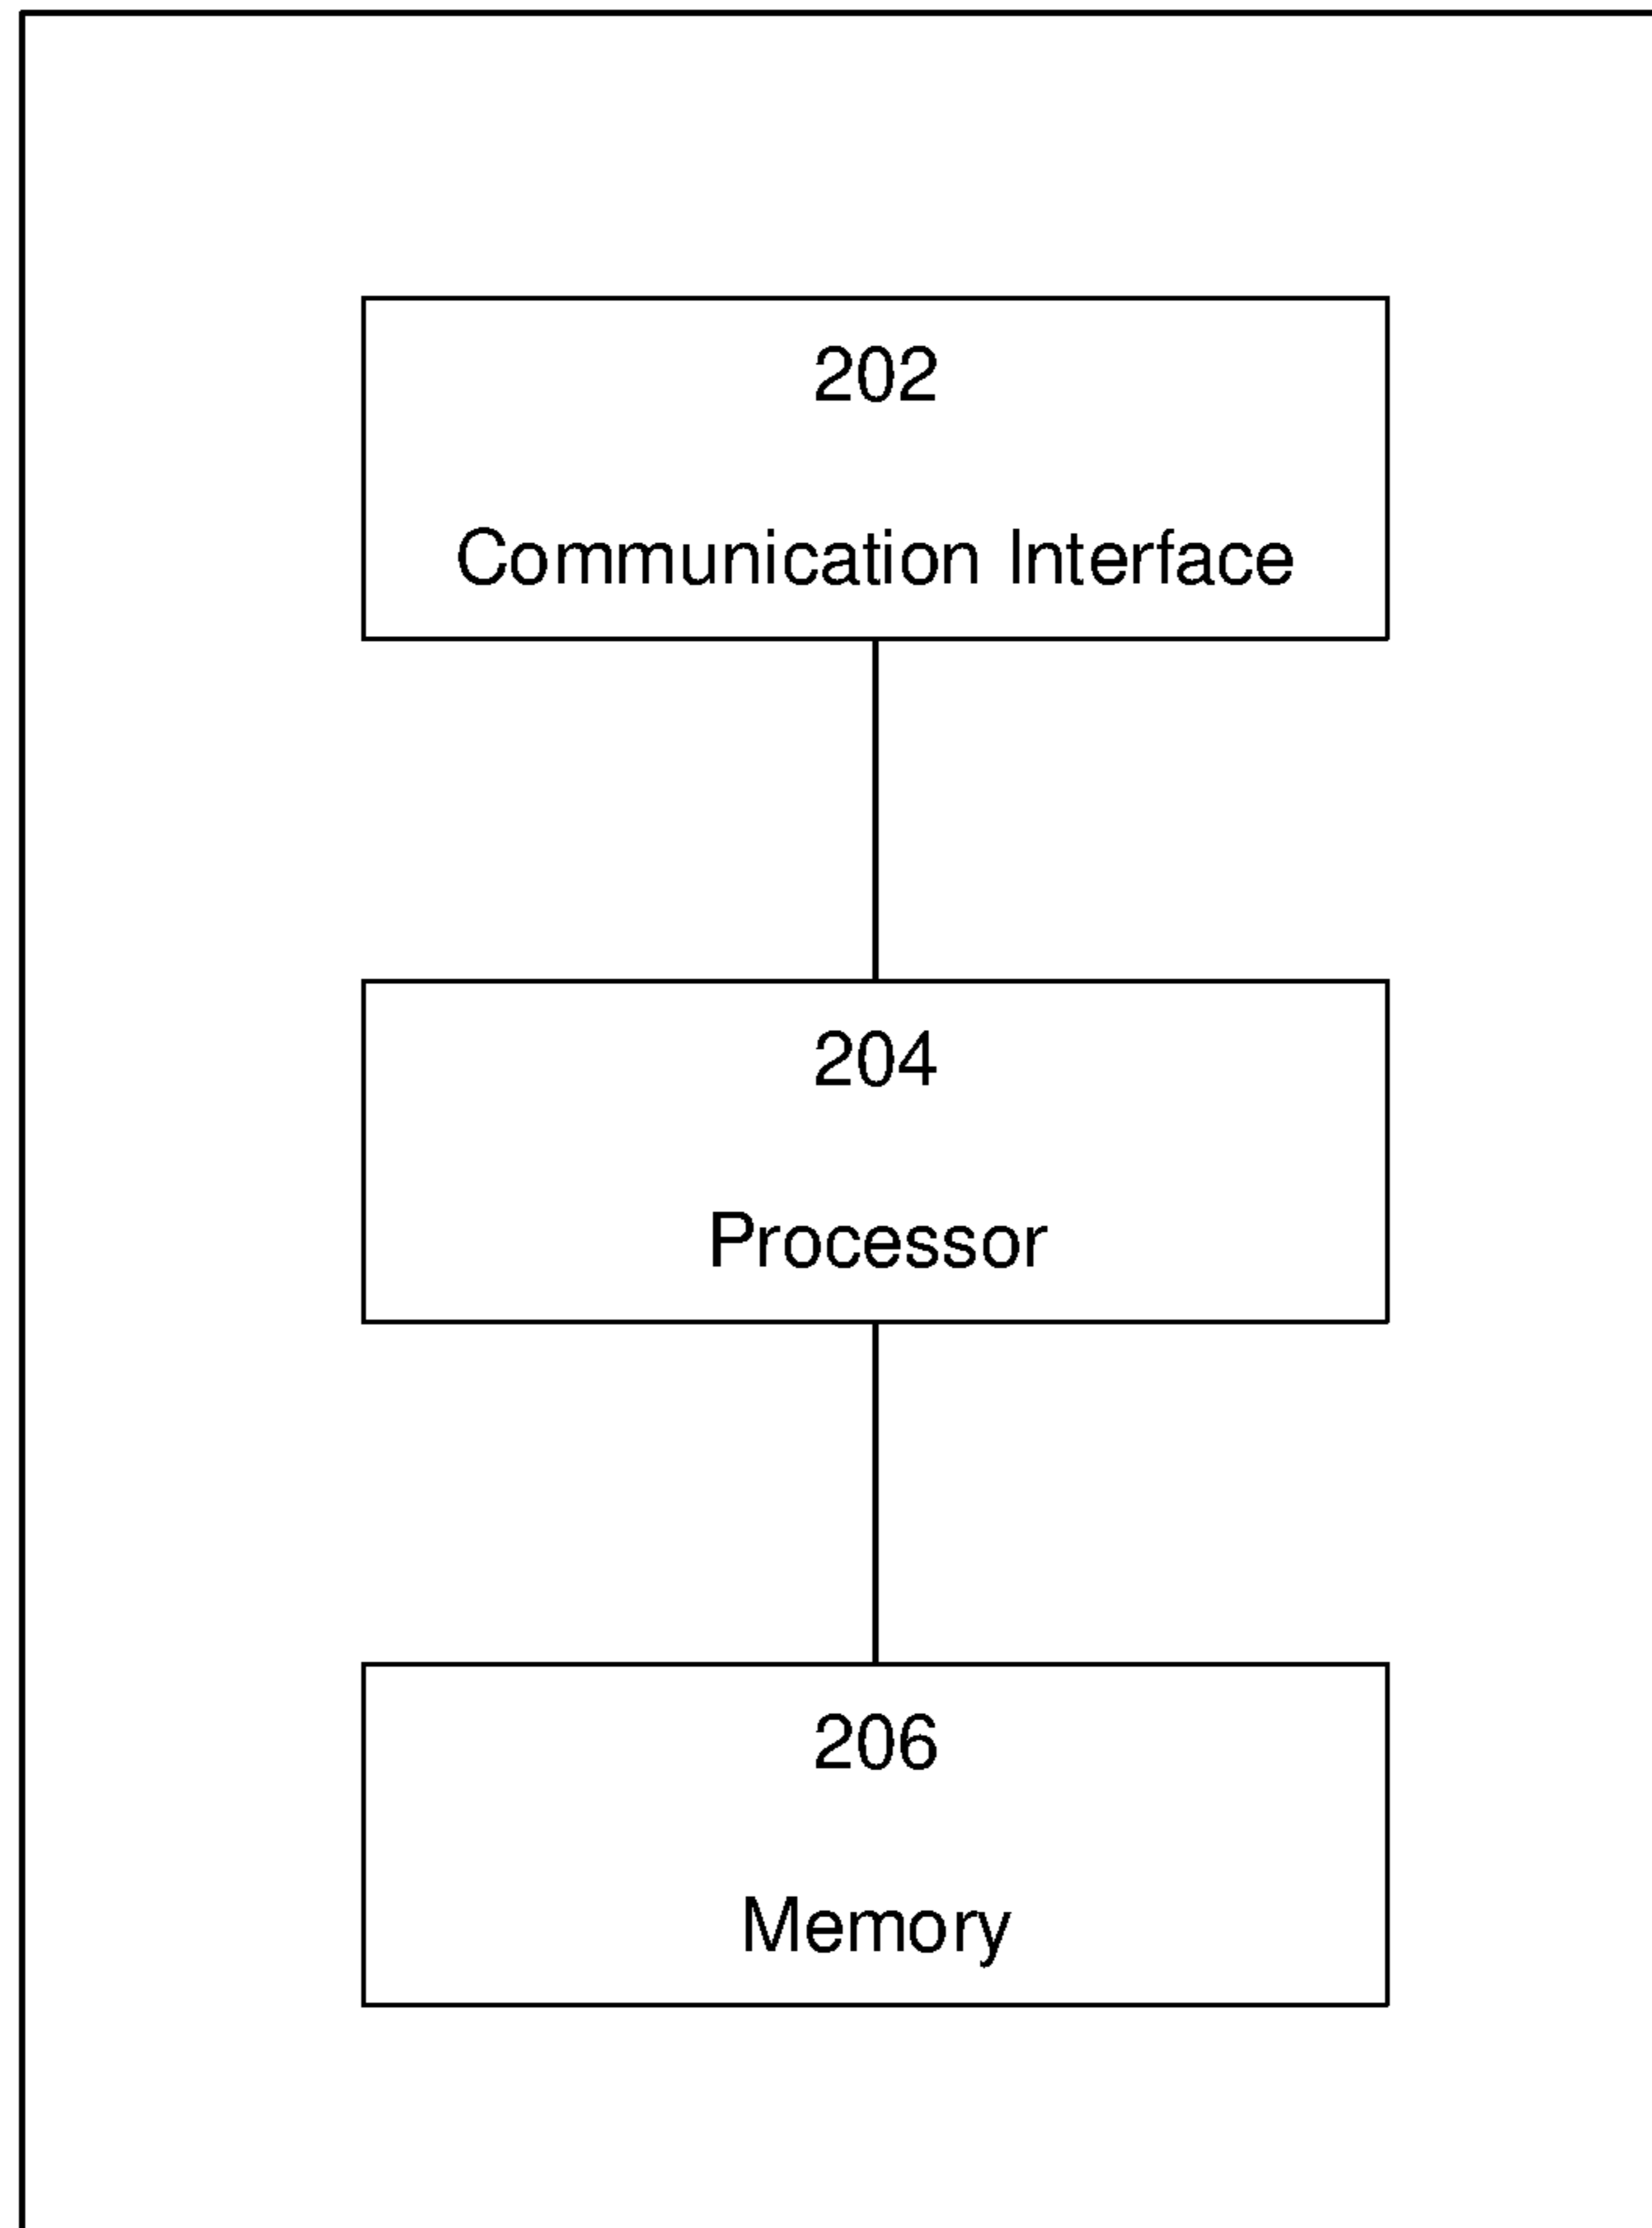 202
Communication Interface
204
Processor
206
Memory